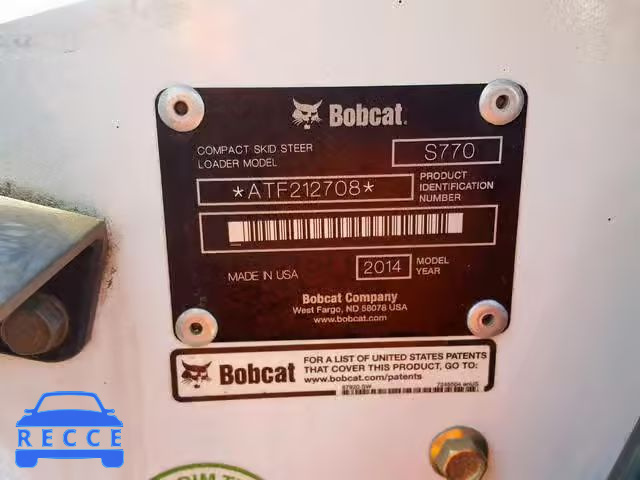 Bobcat.
COMPACT SKID STEER
LOADER MODEL
S770
*ATF212708*
PRODUCT
IDENTIFICATION
NUMBER
MADE IN USA
2014
MODEL
YEAR
Bobcat Company
West Fargo, ND 58078 USA
www.bobcat.com
Bobcat
FOR A LIST OF UNITED STATES PATENTS
THAT COVER THIS PRODUCT, GO TO:
www.bobcat.com/patents
RECCE